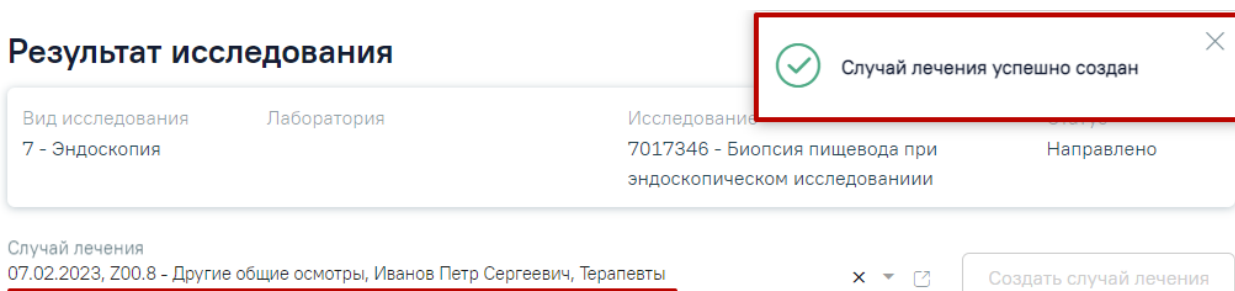 Результат исследования
Случай лечения успешно создан
Вид исследования
Лаборатория
Исследование
Статус
7 - Эндоскопия
7017346 - Биопсия пищевода при
Направлено
эндоскопическом исследованиии
Случай лечения
07.02.2023, Z00.8 - Другие общие осмотры, Иванов Петр Сергеевич, Терапевты
Создать случай лечения